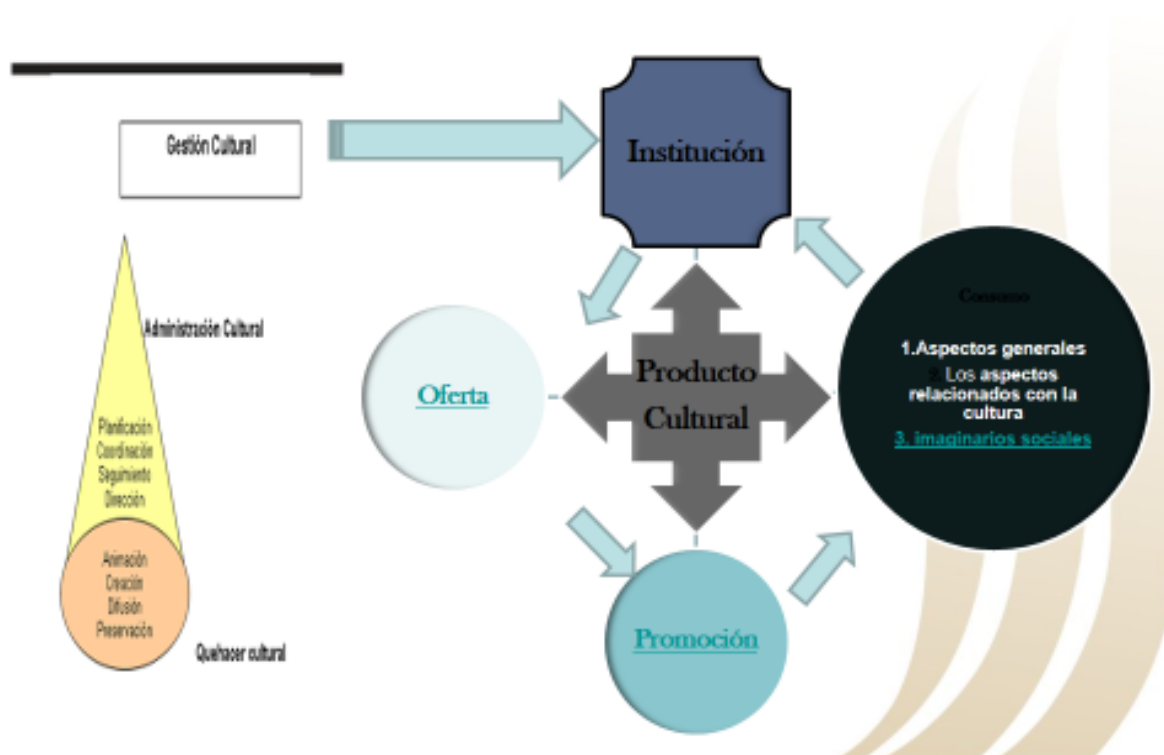 Gestión Cultural
Administración Cultural
Planificación
Coordinación
Seguimiento
Dirección
Animación
Creación
Difusión
Preservación
Quehacer cultural
Institución
Oferta
Producto
Cultural
Promoción
Consumo
1.Aspectos generales
2. Los aspectos
relacionados con la
cultura
3. imaginarios sociales